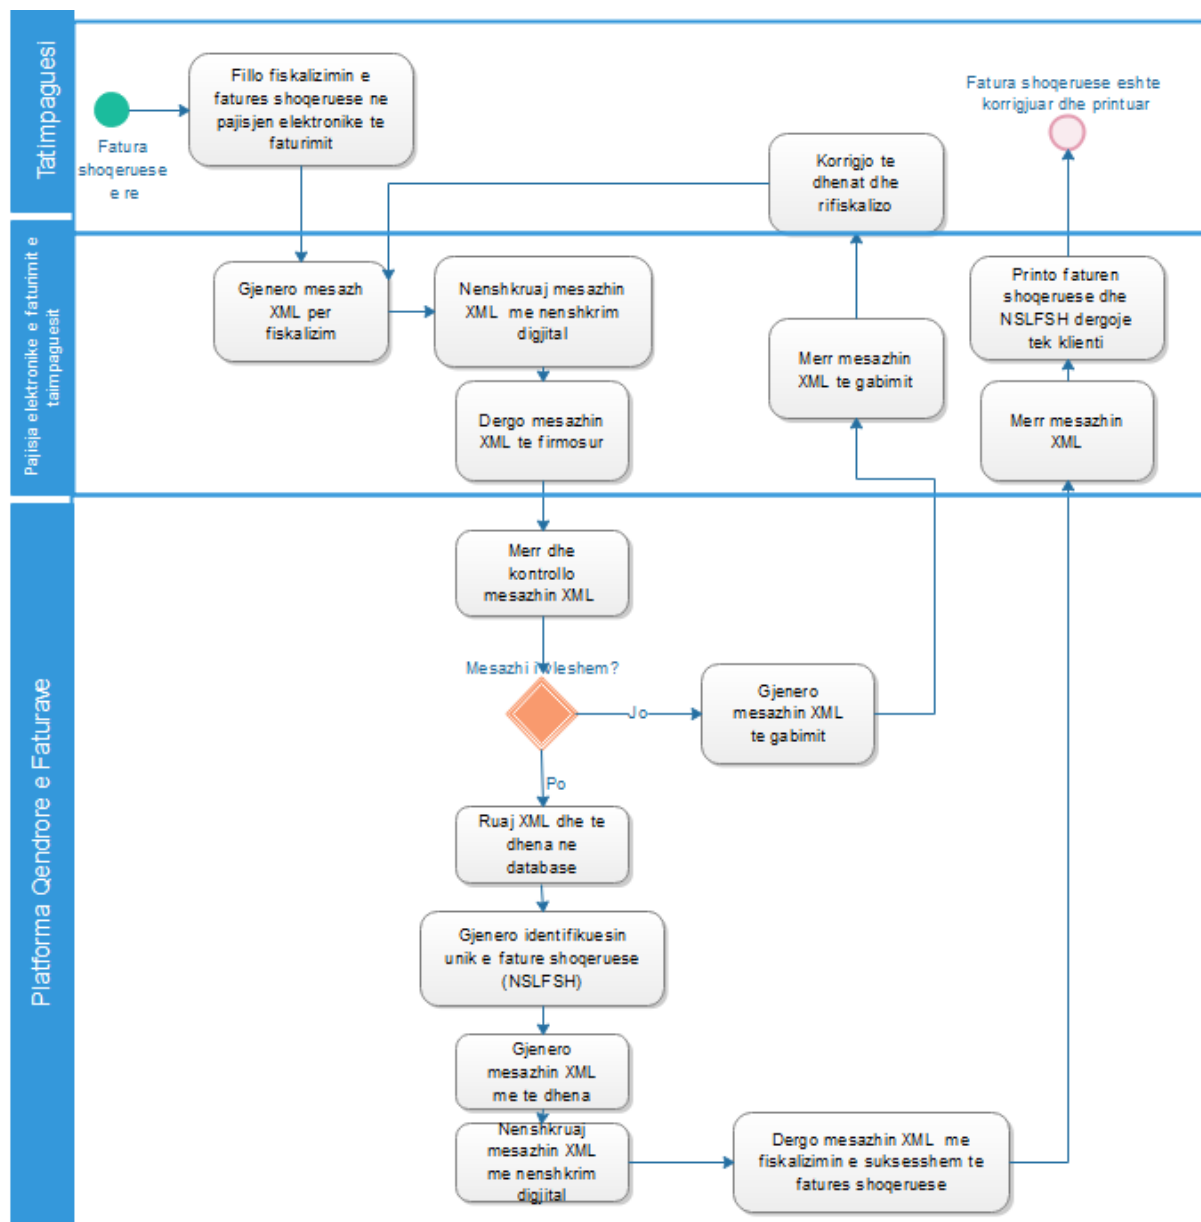 Tatimpaguesi
Fatura
shoqeruese
e re
Fillo fiskalizimin e
fatures shoqeruese ne
pajisjen elektronike te
faturimit
Korrigjo te
dhenat dhe
rifiskalizo
Fatura shoqeruese eshte
korrigjuar dhe printuar
Pajisja elektronike e faturimit e
taimpaguesit
Gjenero mesazh
XML per
fiskalizim
Nenshkruaj mesazhin
XML me nenshkrim
digjital
Dergo mesazhin
XML te firmosur
Merr mesazhin
XML te gabimit
Printo faturen
shoqeruese dhe
NSLFSH dergoje
tek klienti
Merr mesazhin
XML
Platforma Qendrore e Faturave
Merr dhe
kontrollo
mesazhin XML
Mesazhi i vleshem?
Jo
Gjenero
mesazhin XML
te gabimit
Po
Ruaj XML dhe te
dhena ne
database
Gjenero identifikuesin
unik e fature shoqeruese
(NSLFSH)
Gjenero
mesazhin XML
me te dhena
Nenshkruaj
mesazhin XML
me nenshkrim
digjital
Dergo mesazhin XML me
fiskalizimin e suksesshem te
fatures shoqeruese